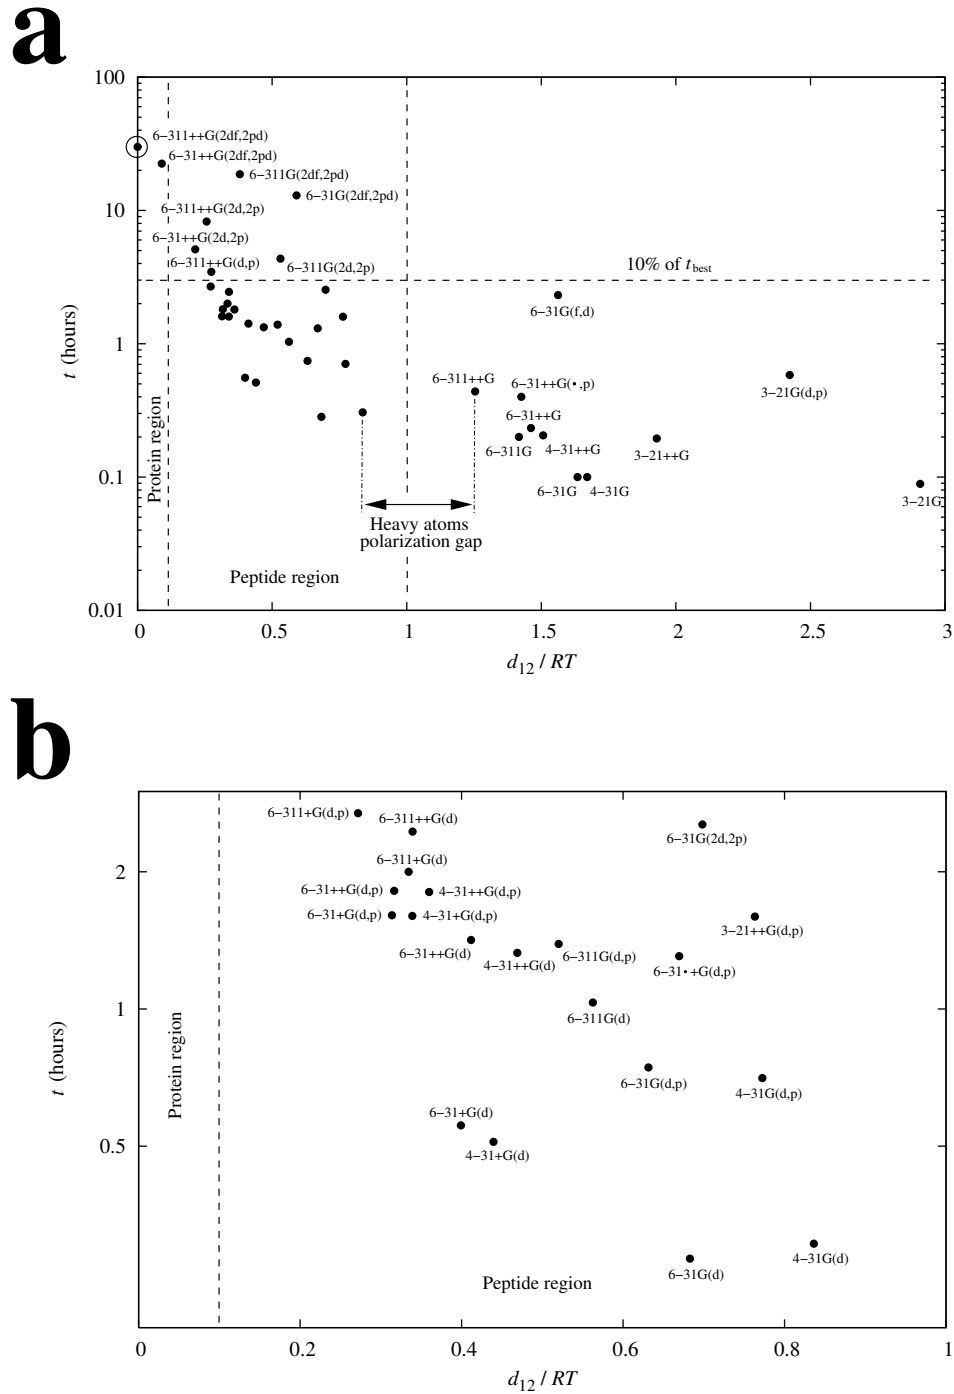 a
100
10
1
0.1
0.01
t (hours)
6−311++G(2df,2pd)
6−31++G(2df,2pd)
6−311G(2df,2pd)
6−31G(2df,2pd)
6−311++G(2d,2p)
6−31++G(2d,2p)
6−311++G(d,p)
6−311G(2d,2p)
10% of tbest
6−31G(f,d)
6−311++G
6−31++G(·,p)
3−21G(d,p)
6−31++G
6−311G
4−31++G
3−21++G
6−31G
4−31G
3−21G
Protein region
Heavy atoms
polarization gap
Peptide region
0
0.5
1
1.5
2
2.5
3
d12 / RT
b
2
1
0.5
t (hours)
6−311+G(d,p)
6−311++G(d)
6−31G(2d,2p)
6−311+G(d)
6−31++G(d,p)
4−31++G(d,p)
6−31+G(d,p)
4−31+G(d,p)
3−21++G(d,p)
6−31++G(d)
4−31++G(d)
6−311G(d,p)
6−31·+G(d,p)
6−311G(d)
6−31G(d,p)
4−31G(d,p)
6−31+G(d)
4−31+G(d)
4−31G(d)
6−31G(d)
Protein region
Peptide region
0
0.2
0.4
0.6
0.8
1
d12 / RT